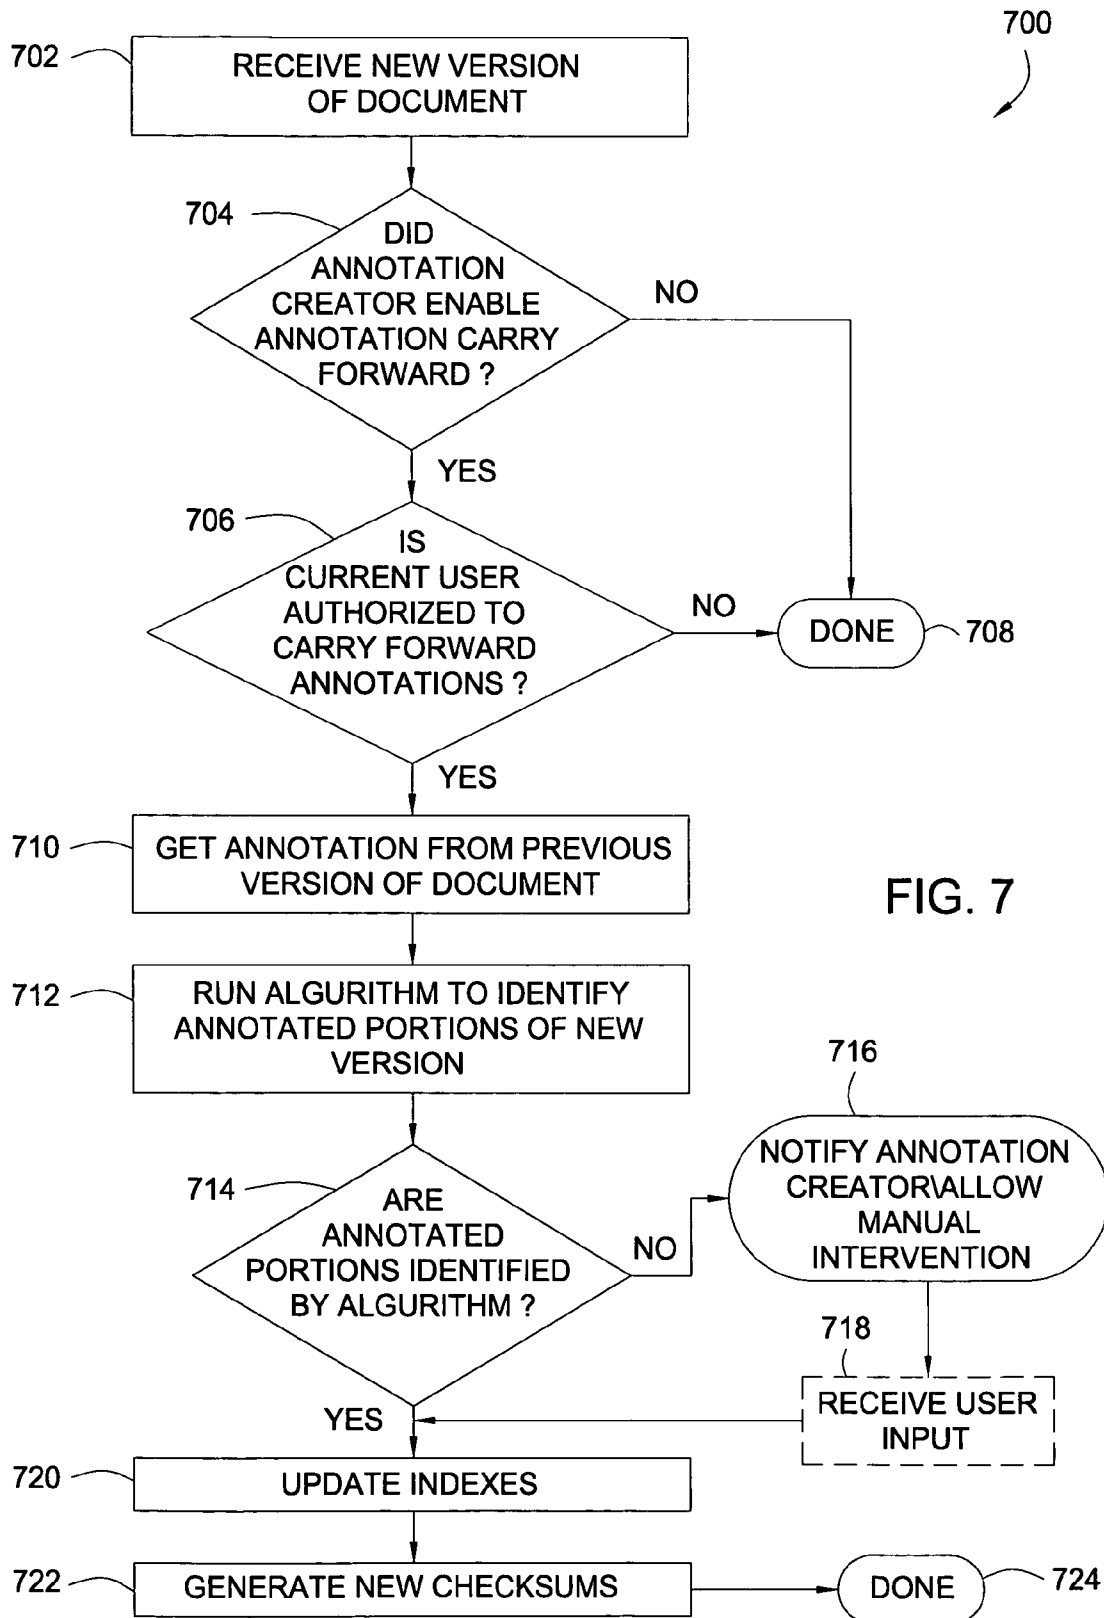 700
702
RECEIVE NEW VERSION
OF DOCUMENT
704
DID
ANNOTATION
CREATOR ENABLE
ANNOTATION CARRY
FORWARD ?
NO
YES
706
IS
CURRENT USER
AUTHORIZED TO
CARRY FORWARD
ANNOTATIONS ?
NO
DONE
708
YES
710
GET ANNOTATION FROM PREVIOUS
VERSION OF DOCUMENT
FIG. 7
712
RUN ALGURITHM TO IDENTIFY
ANNOTATED PORTIONS OF NEW
VERSION
714
ARE
ANNOTATED
PORTIONS IDENTIFIED
BY ALGURITHM ?
NO
716
NOTIFY ANNOTATION
CREATOR\ALLOW
MANUAL
INTERVENTION
718
RECEIVE USER
INPUT
YES
720
UPDATE INDEXES
722
GENERATE NEW CHECKSUMS
DONE
724